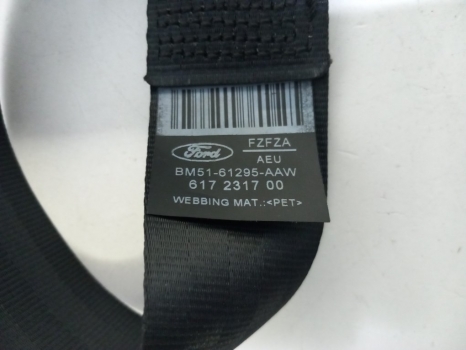 Ford
FZFZA
AEU
BM51-61295-AAW
617 2317 00
WEBBING MAT.:<PET>